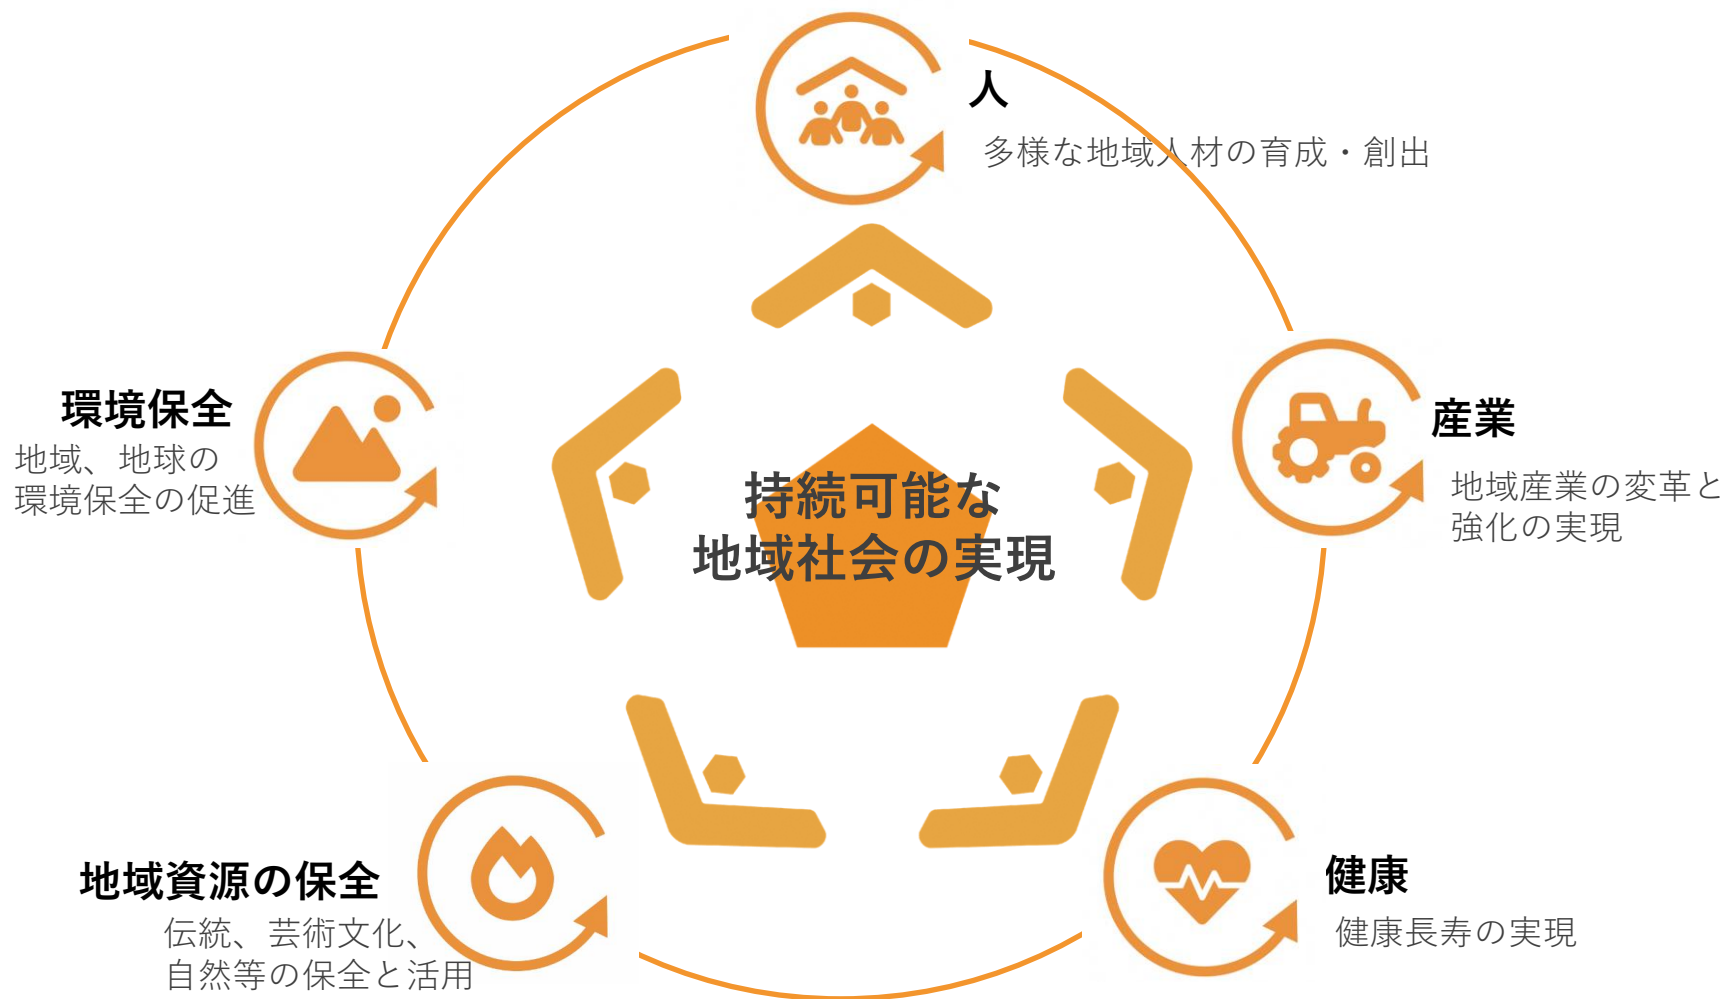 人
多様な地域人材の育成・創出
環境保全
地域、地球の
環境保全の促進
産業
地域産業の変革と
強化の実現
持続可能な
地域社会の実現
地域資源の保全
伝統、芸術文化、
自然等の保全と活用
健康
健康長寿の実現